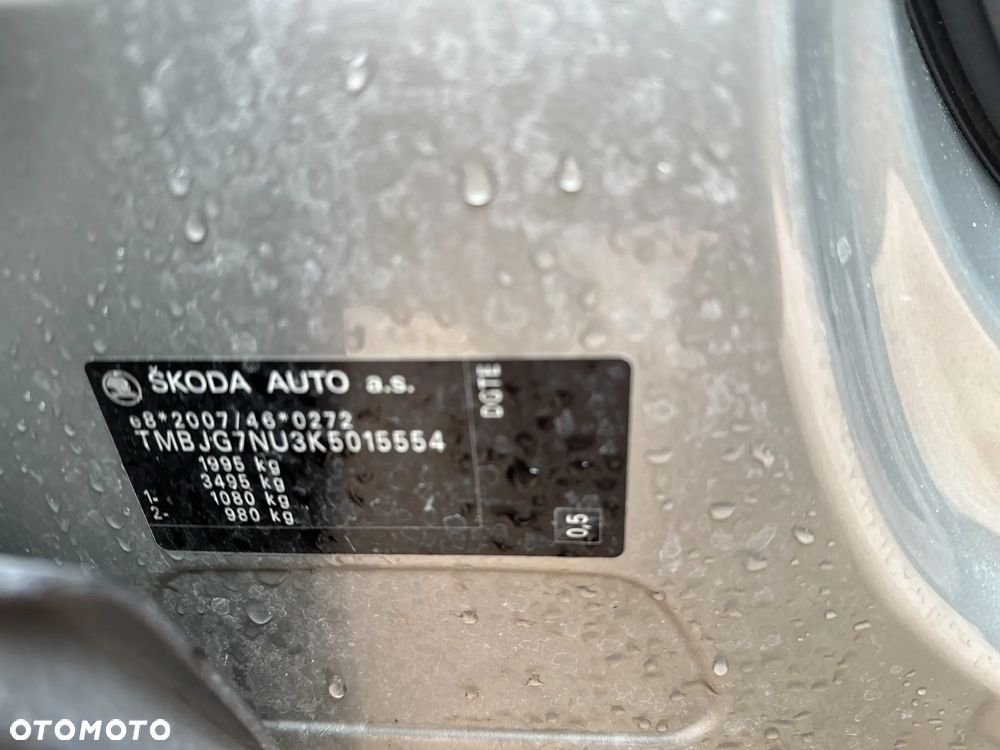 ŠKODA AUTO a.s.
e8*2007/46*0272
TMBJG7NU3K5015554
1995 kg
3495 kg
1- 1080 kg
2- 980 kg
DGTE
0,5
OTOMOTO